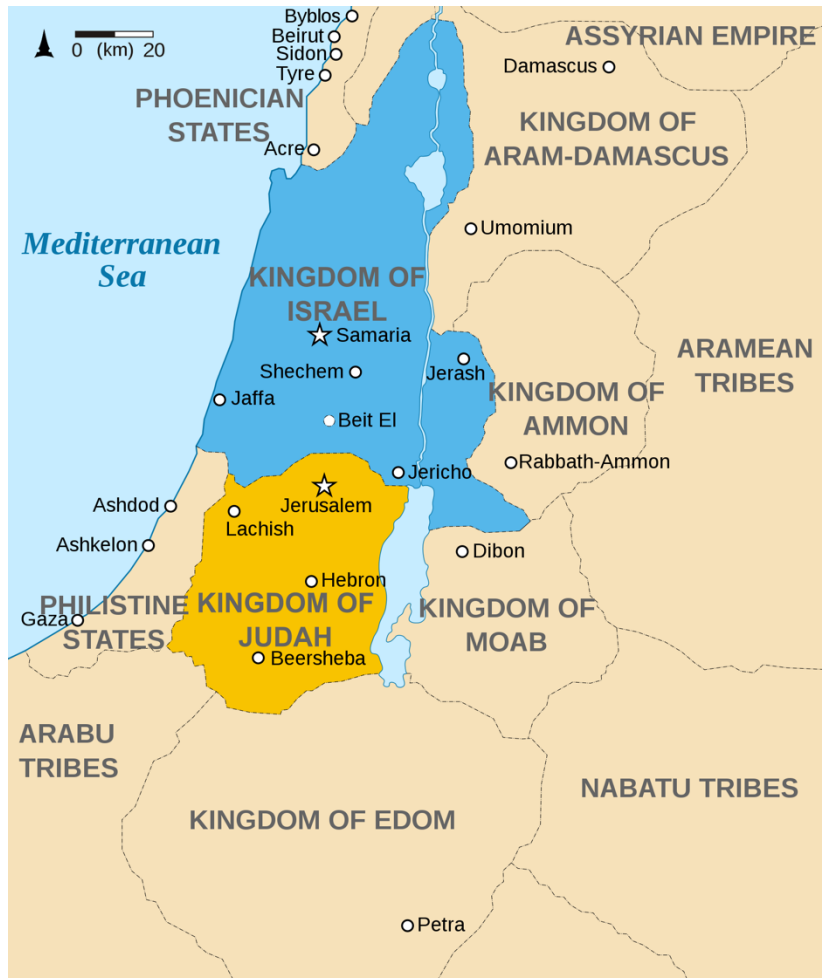 Byblos
Beirut
Sidon
Tyre
0 (km) 20
ASSYRIAN EMPIRE
Damascus
PHOENICIAN
STATES
KINGDOM OF
ARAM-DAMASCUS
Acre
Umomium
Mediterranean
Sea
KINGDOM OF
ISRAEL
Samaria
Shechem
Jerash
ARAMEAN
TRIBES
Jaffa
KINGDOM OF
AMMON
Beit El
Rabbath-Ammon
Jericho
Jerusalem
Ashdod
Lachish
Ashkelon
Dibon
Hebron
PHILISTINE
STATES
Gaza
KINGDOM OF
JUDAH
KINGDOM OF
MOAB
Beersheba
ARABU
TRIBES
NABATU TRIBES
KINGDOM OF EDOM
Petra